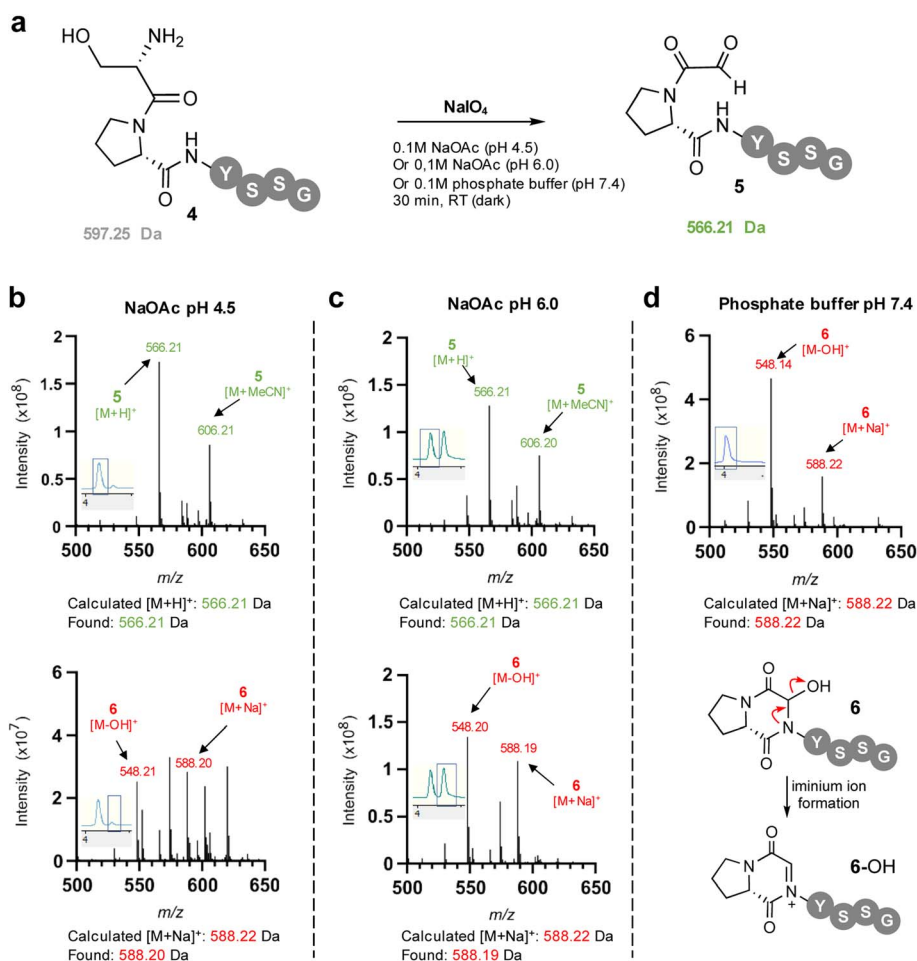 a
HO
NH₂
O
N
H
N
O
Y S S G
4
597.25 Da
NaIO₄
0.1M NaOAc (pH 4.5)
Or 0,1M NaOAc (pH 6.0)
Or 0.1M phosphate buffer (pH 7.4)
30 min, RT (dark)
O O
H
N
H
N
O
Y S S G
5
566.21 Da
b
NaOAc pH 4.5
2
1.5
1
0.5
0
Intensity (x10⁸)
566.21
5
[M+H]⁺
5
[M+MeCN]⁺
606.21
4
500 550 600 650
m/z
Calculated [M+H]⁺: 566.21 Da
Found: 566.21 Da
6
4
2
0
Intensity (x10⁷)
6
[M-OH]⁺
548.21
6
[M+Na]⁺
588.20
4
500 550 600 650
m/z
Calculated [M+Na]⁺: 588.22 Da
Found: 588.20 Da
c
NaOAc pH 6.0
2
1.5
1
0.5
0
Intensity (x10⁸)
5
[M+H]⁺
566.21
5
[M+MeCN]⁺
606.20
4
500 550 600 650
m/z
Calculated [M+H]⁺: 566.21 Da
Found: 566.21 Da
2
1.5
1
0.5
0
Intensity (x10⁸)
6
[M-OH]⁺
548.20
588.19
6
[M+Na]⁺
4
500 550 600 650
m/z
Calculated [M+Na]⁺: 588.22 Da
Found: 588.19 Da
d
Phosphate buffer pH 7.4
6
4
2
0
Intensity (x10⁸)
6
[M-OH]⁺
548.14
6
[M+Na]⁺
588.22
4
500 550 600 650
m/z
Calculated [M+Na]⁺: 588.22 Da
Found: 588.22 Da
O
OH
N
N
O
Y S S G
6
iminium ion
formation
O
N
N
+
O
Y S S G
6-OH